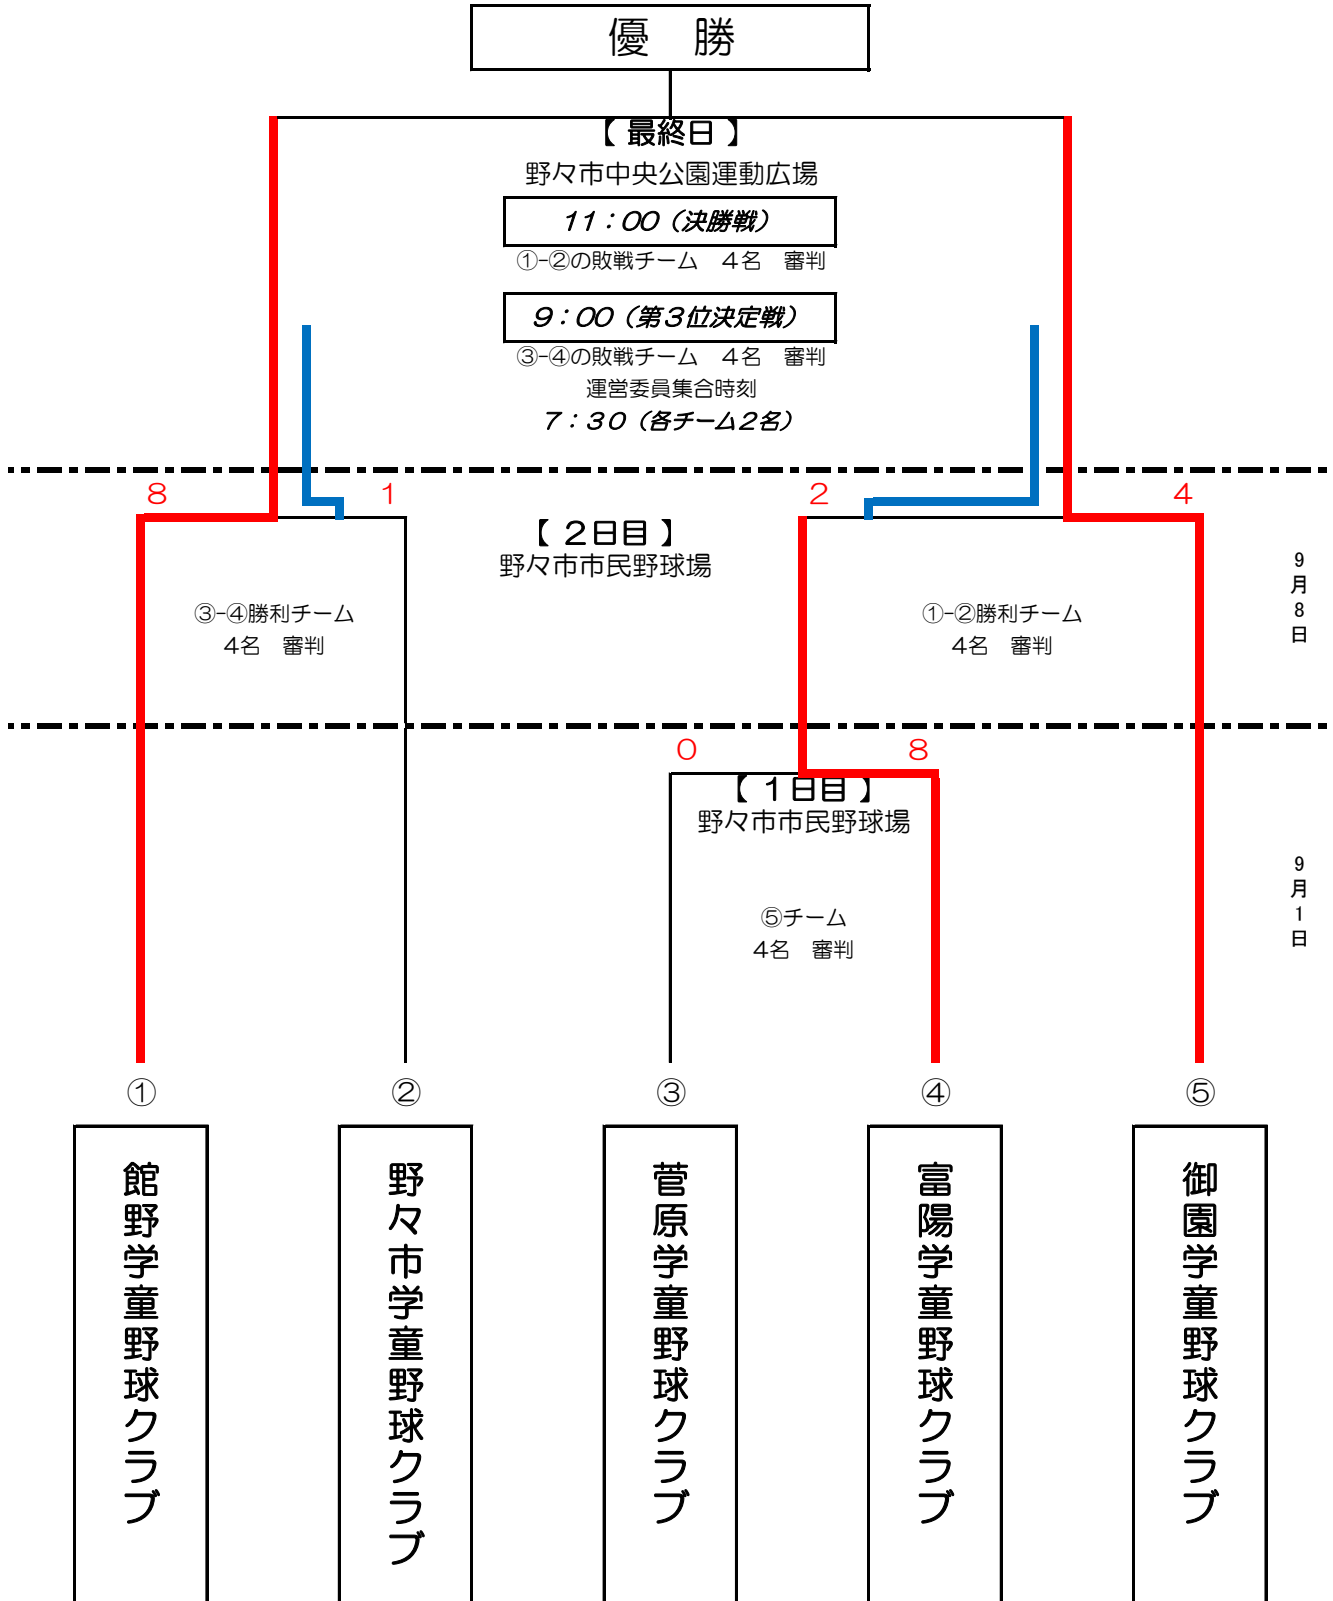 優　勝
【 最終日 】
野々市中央公園運動広場
11：00（決勝戦）
①-②の敗戦チーム　4名　審判
9：00（第3位決定戦）
③-④の敗戦チーム　4名　審判
運営委員集合時刻
7：30（各チーム2名）
8
1
2
4
【 2日目 】
野々市市民野球場
③-④勝利チーム
4名　審判
①-②勝利チーム
4名　審判
9月8日
0
8
【 1日目 】
野々市市民野球場
⑤チーム
4名　審判
9月1日
①
②
③
④
⑤
館野学童野球クラブ
野々市学童野球クラブ
菅原学童野球クラブ
富陽学童野球クラブ
御園学童野球クラブ